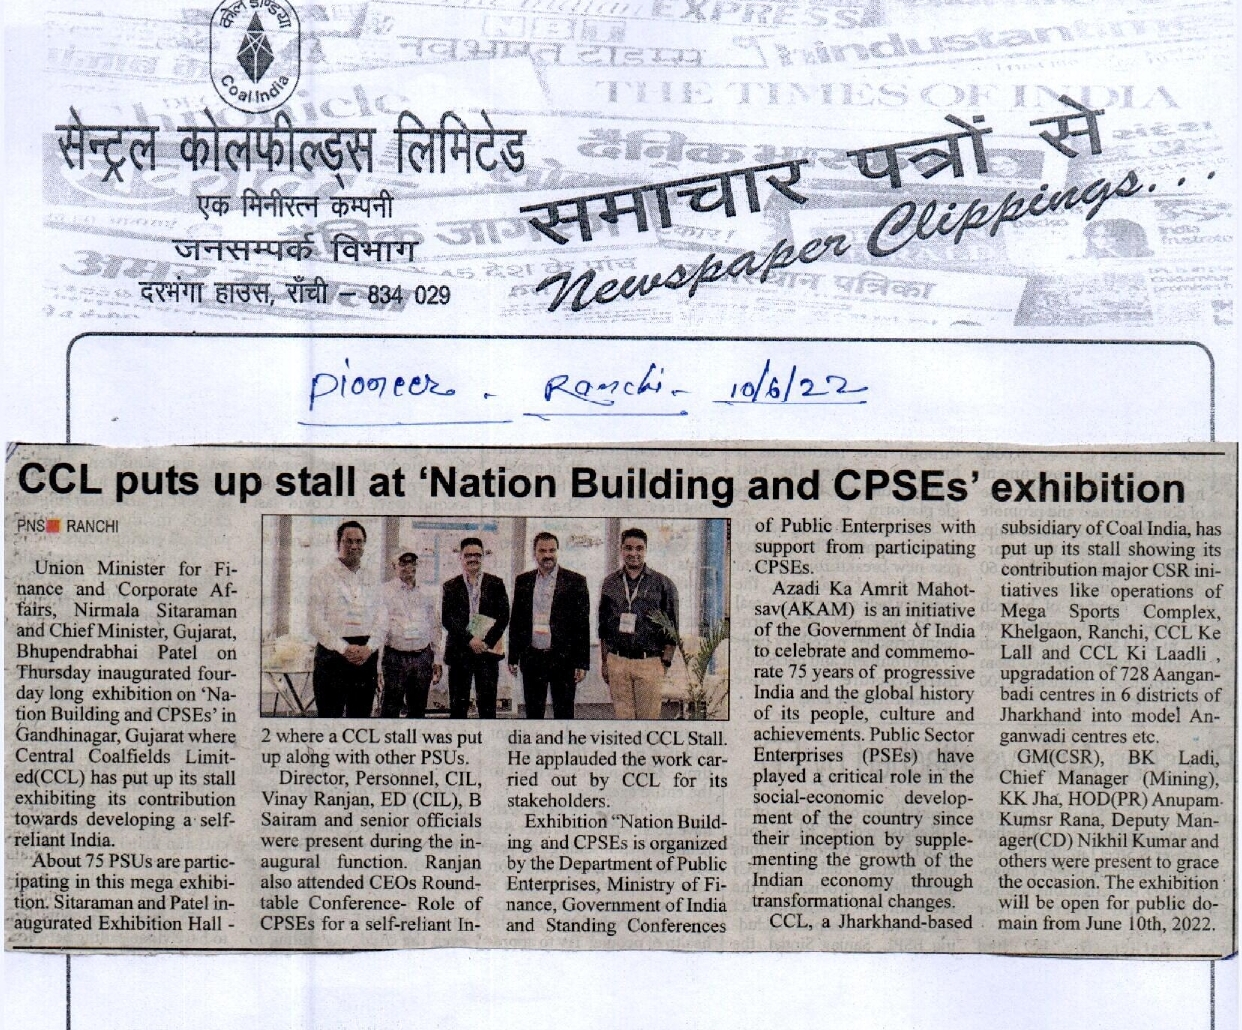 कोल इण्डिया
Coal India
EXPRESS
नवभारत टाइम्स
THE TIMES OF INDIA
सेन्ट्रल कोलफील्ड्स लिमिटेड
एक मिनीरत्न कम्पनी
जनसम्पर्क विभाग
दरभंगा हाउस, राँची – 834 029
समाचार पत्रों से
Newspaper Clippings...
Pioneer - Ranchi - 10/6/22
CCL puts up stall at ‘Nation Building and CPSEs’ exhibition
PNS RANCHI
Union Minister for Fi-
nance and Corporate Af-
fairs, Nirmala Sitaraman
and Chief Minister, Gujarat,
Bhupendrabhai Patel on
Thursday inaugurated four-
day long exhibition on ‘Na-
tion Building and CPSEs’ in
Gandhinagar, Gujarat where
Central Coalfields Limit-
ed(CCL) has put up its stall
exhibiting its contribution
towards developing a self-
reliant India.
About 75 PSUs are partic-
ipating in this mega exhibi-
tion. Sitaraman and Patel in-
augurated Exhibition Hall -
2 where a CCL stall was put
up along with other PSUs.
Director, Personnel, CIL,
Vinay Ranjan, ED (CIL), B
Sairam and senior officials
were present during the in-
augural function. Ranjan
also attended CEOs Round-
table Conference- Role of
CPSEs for a self-reliant In-
dia and he visited CCL Stall.
He applauded the work car-
ried out by CCL for its
stakeholders.
Exhibition “Nation Build-
ing and CPSEs is organized
by the Department of Public
Enterprises, Ministry of Fi-
nance, Government of India
and Standing Conferences
of Public Enterprises with
support from participating
CPSEs.
Azadi Ka Amrit Mahot-
sav(AKAM) is an initiative
of the Government of India
to celebrate and commemo-
rate 75 years of progressive
India and the global history
of its people, culture and
achievements. Public Sector
Enterprises (PSEs) have
played a critical role in the
social-economic develop-
ment of the country since
their inception by supple-
menting the growth of the
Indian economy through
transformational changes.
CCL, a Jharkhand-based
subsidiary of Coal India, has
put up its stall showing its
contribution major CSR ini-
tiatives like operations of
Mega Sports Complex,
Khelgaon, Ranchi, CCL Ke
Lall and CCL Ki Laadli ,
upgradation of 728 Aangan-
badi centres in 6 districts of
Jharkhand into model An-
ganwadi centres etc.
GM(CSR), BK Ladi,
Chief Manager (Mining),
KK Jha, HOD(PR) Anupam
Kumsr Rana, Deputy Man-
ager(CD) Nikhil Kumar and
others were present to grace
the occasion. The exhibition
will be open for public do-
main from June 10th, 2022.